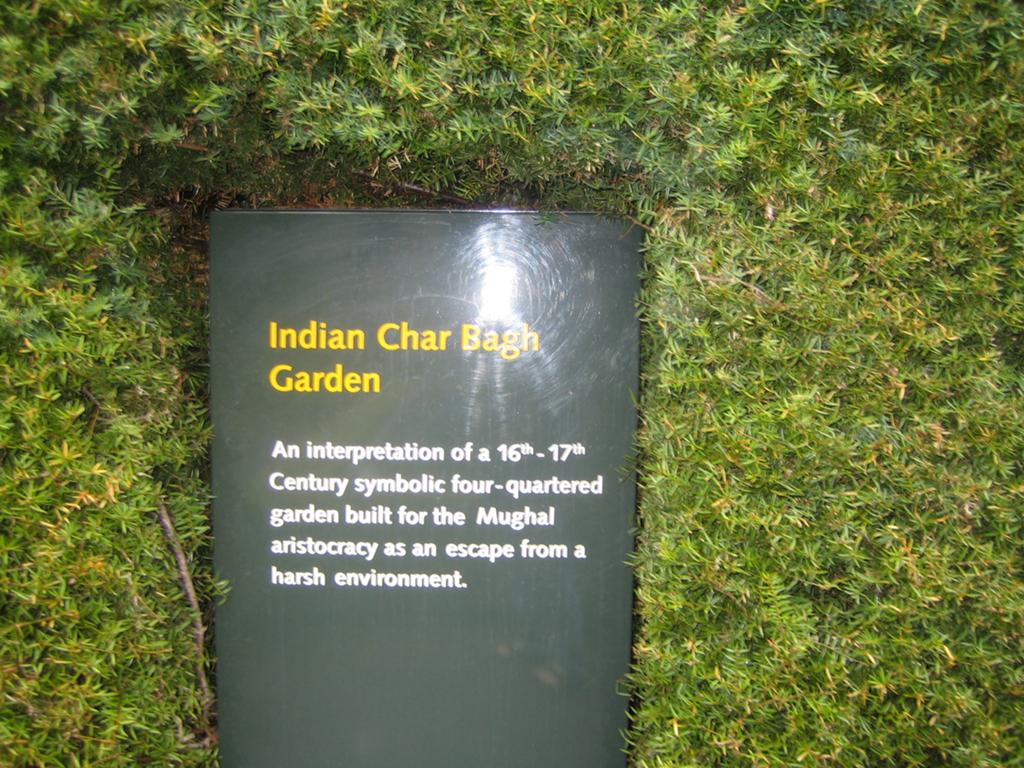 Indian Char Bagh
Garden
An interpretation of a 16th - 17th
Century symbolic four-quartered
garden built for the Mughal
aristocracy as an escape from a
harsh environment.